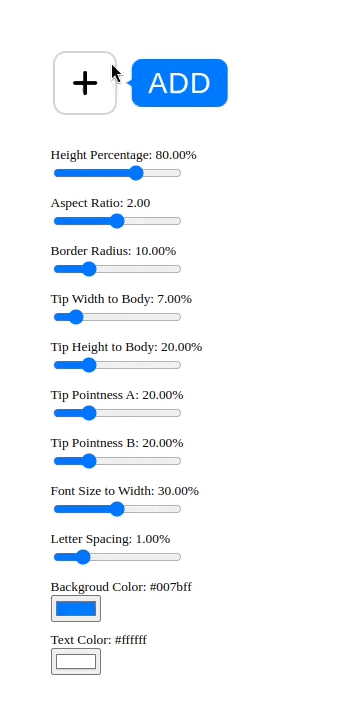 ADD
Height Percentage: 80.00%
Aspect Ratio: 2.00
Border Radius: 10.00%
Tip Width to Body: 7.00%
Tip Height to Body: 20.00%
Tip Pointness A: 20.00%
Tip Pointness B: 20.00%
Font Size to Width: 30.00%
Letter Spacing: 1.00%
Backgroud Color: #007bff
Text Color: #ffffff